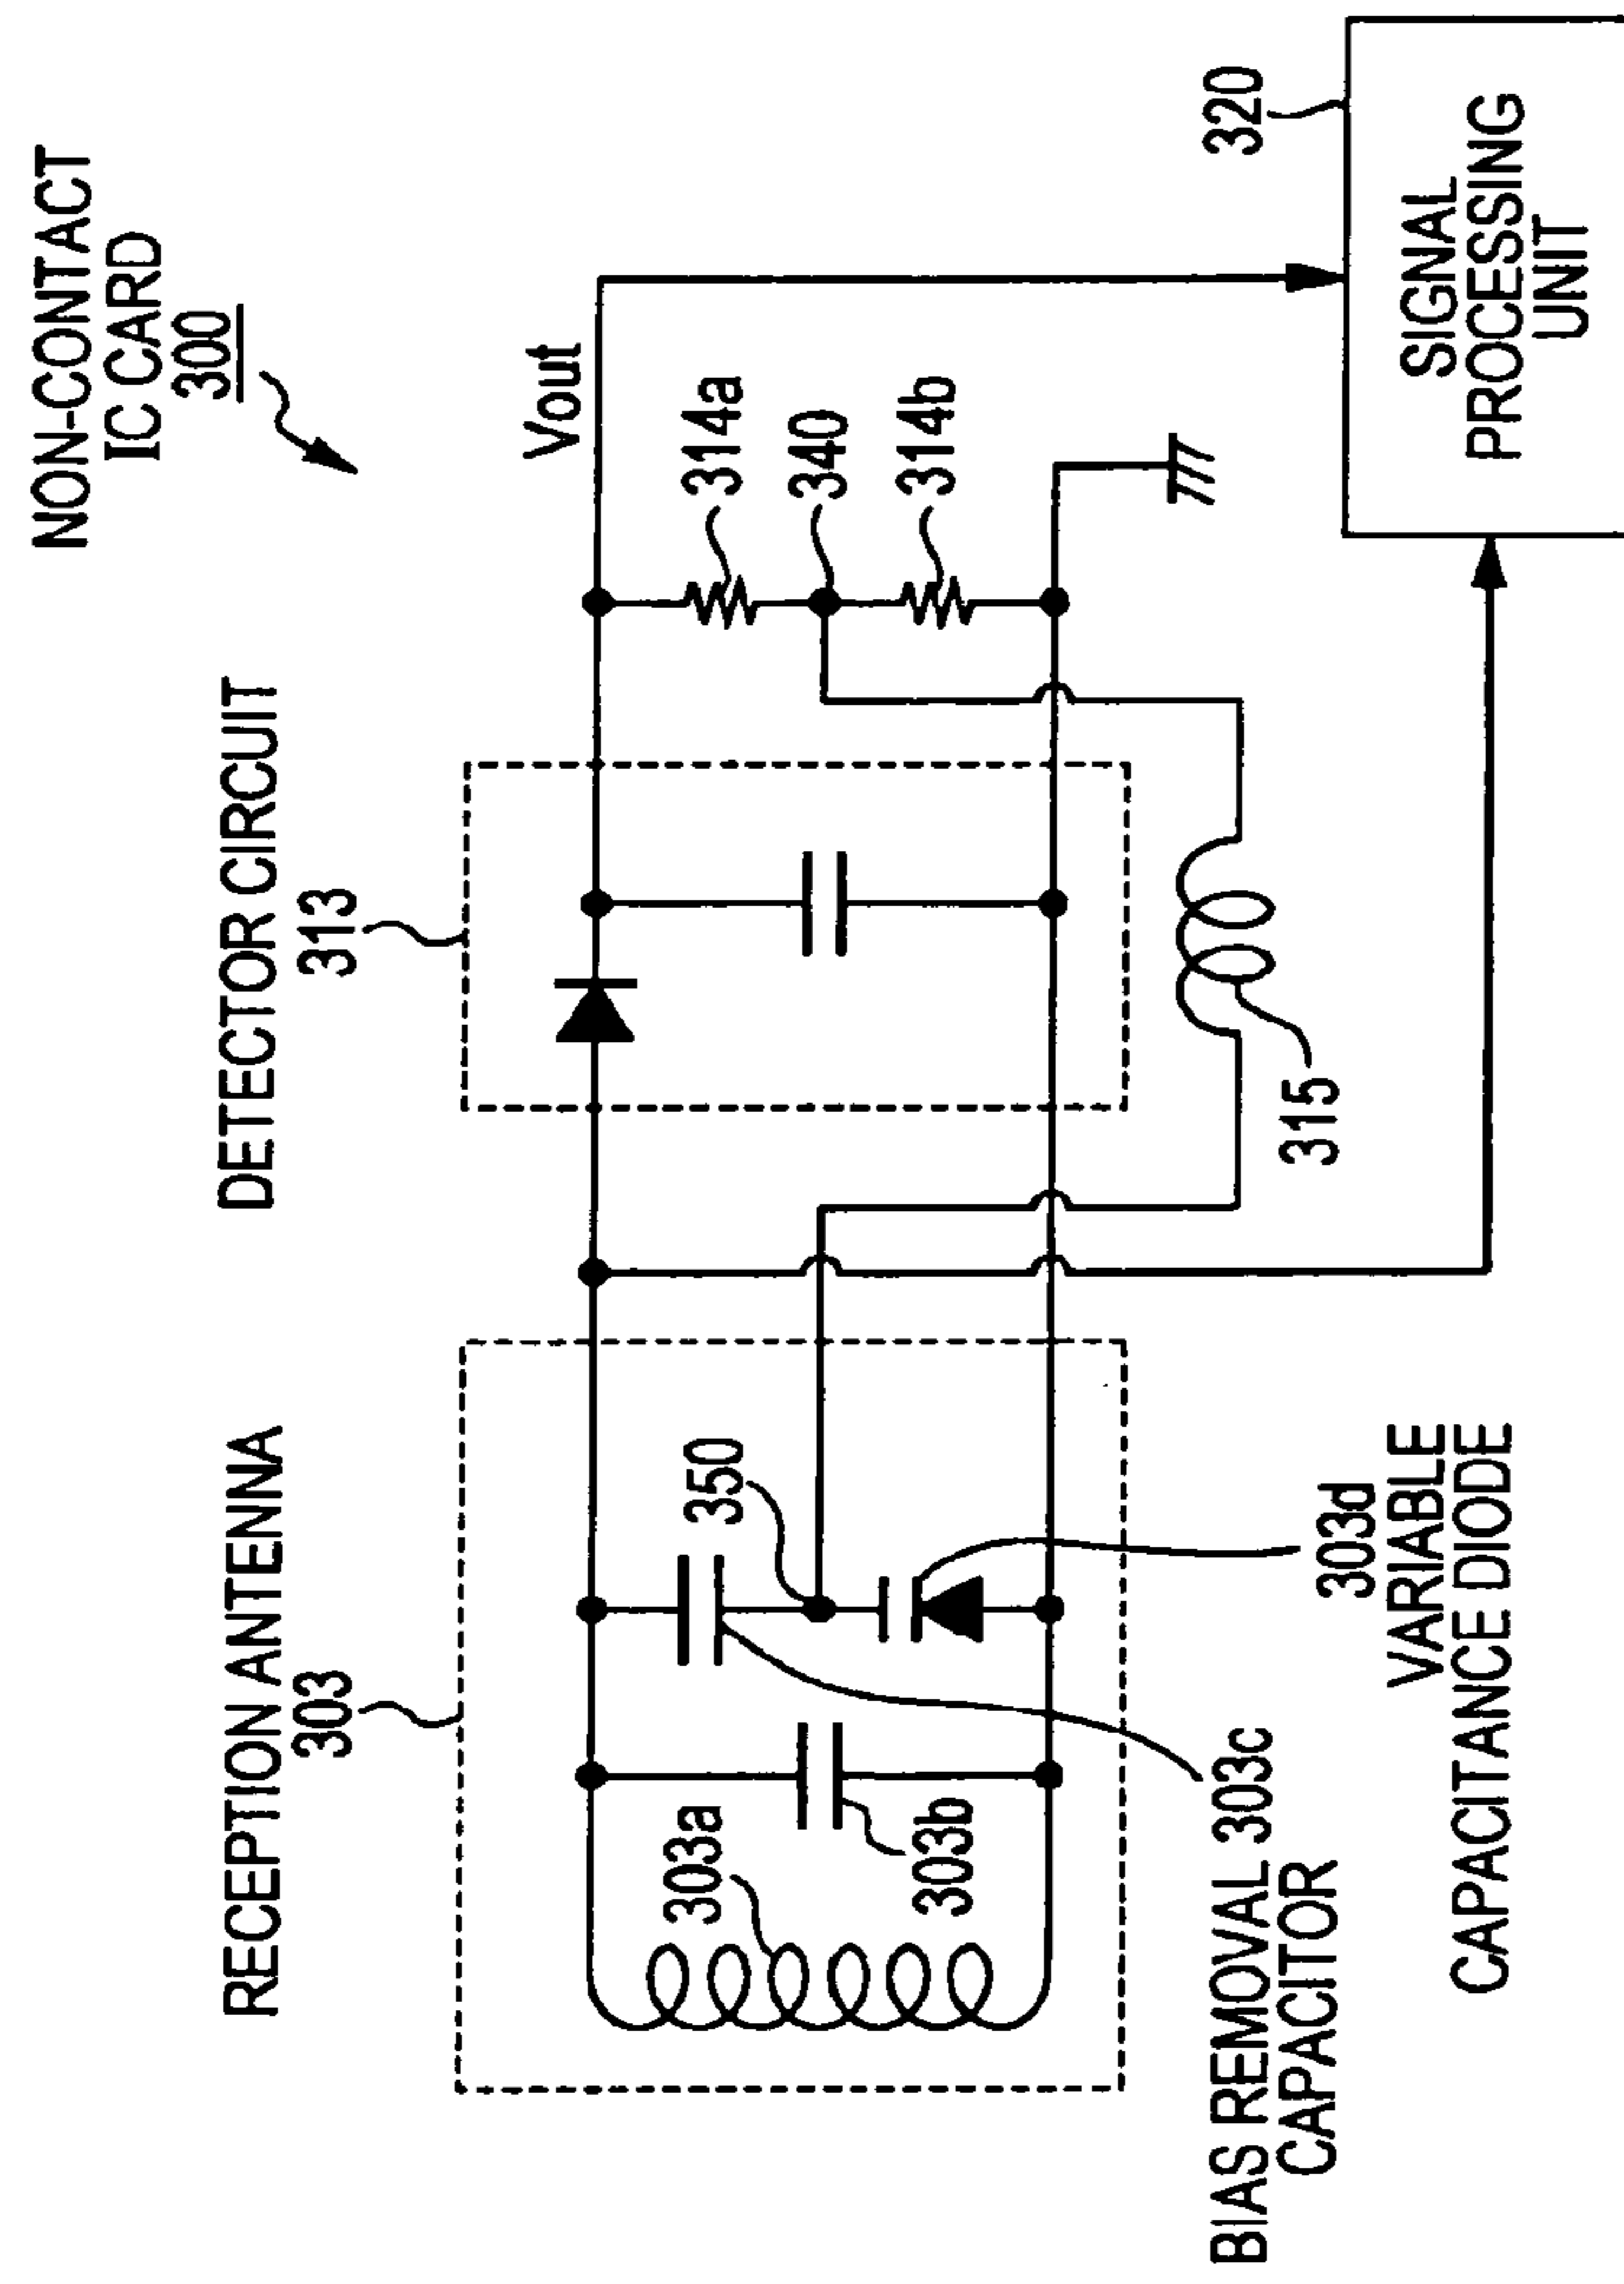 NON-CONTACT
IC CARD
300
RECEPTION ANTENNA
303
DETECTOR CIRCUIT
313
Vout
303a
303b
350
314a
340
314b
320
SIGNAL
PROCESSING
UNIT
315
BIAS REMOVAL 303c
CAPACITOR
303d
VARIABLE
CAPACITANCE DIODE